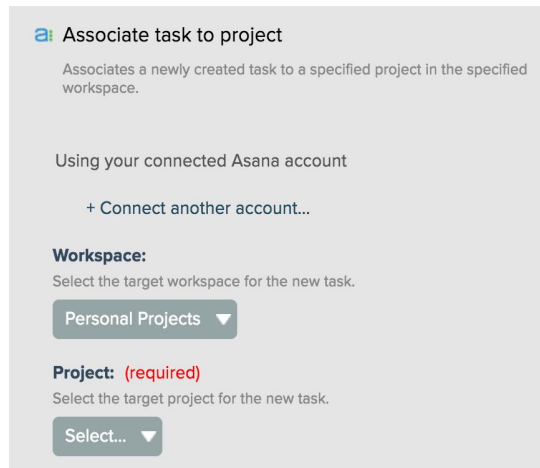 Associate task to project
Associates a newly created task to a specified project in the specified
workspace.
Using your connected Asana account
+ Connect another account...
Workspace:
Select the target workspace for the new task.
Personal Projects
Project: (required)
Select the target project for the new task.
Select...